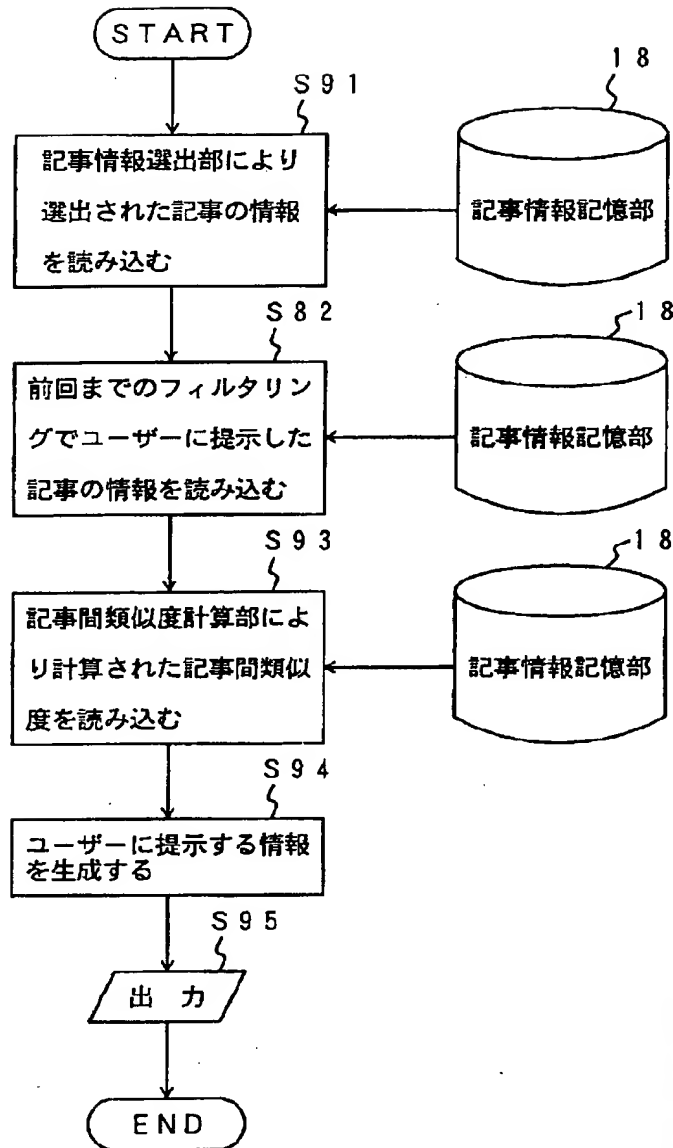 START
S91
18
記事情報選出部により
選出された記事の情報
を読み込む
記事情報記憶部
S82
18
前回までのフィルタリン
グでユーザーに提示した
記事の情報を読み込む
記事情報記憶部
S93
18
記事間類似度計算部によ
り計算された記事間類似
度を読み込む
記事情報記憶部
S94
ユーザーに提示する情報
を生成する
S95
出力
END